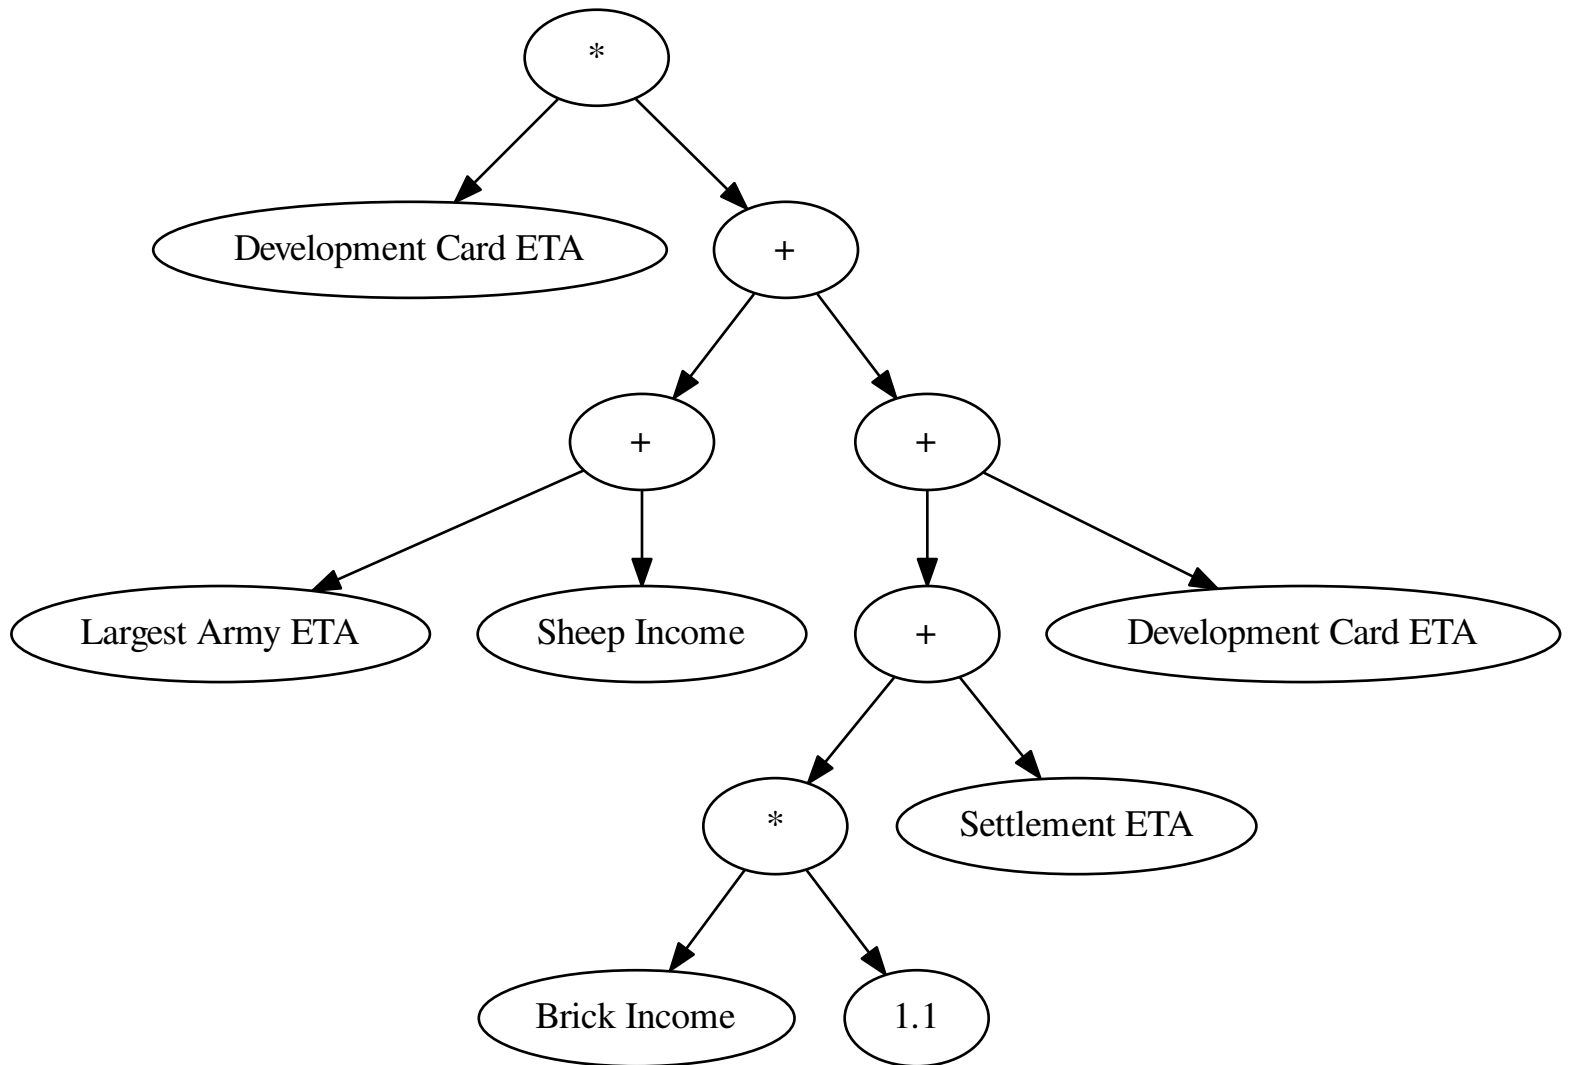 *
Development Card ETA
+
+
+
Largest Army ETA
Sheep Income
+
Development Card ETA
*
Settlement ETA
Brick Income
1.1